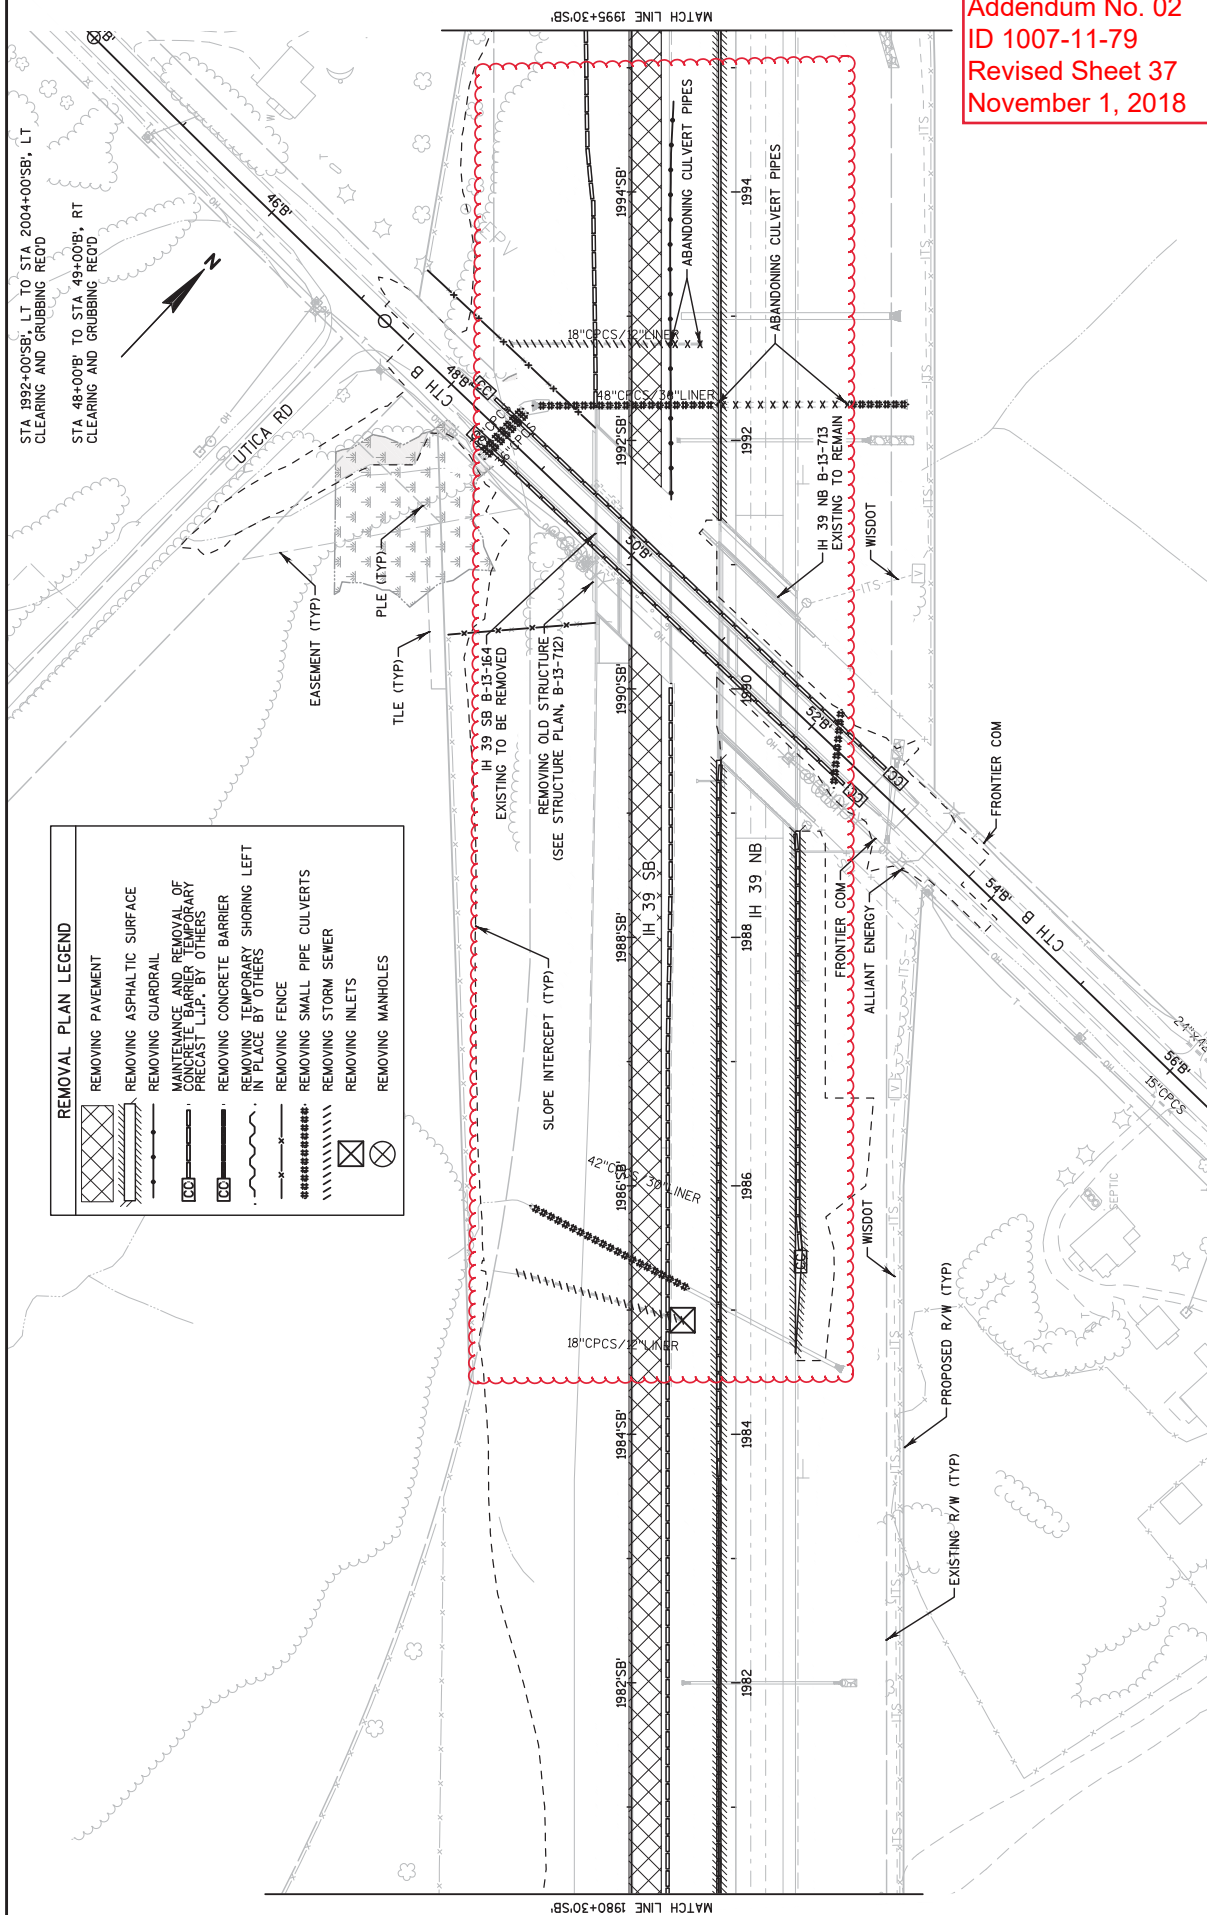 Addendum No. 02
ID 1007-11-79
Revised Sheet 37
November 1, 2018
MATCH LINE 1995+30'SB'
STA 1992+00'SB', LT TO STA 2004+00'SB', LT
CLEARING AND GRUBBING REQ'D
STA 48+00'B' TO STA 49+00'B', RT
CLEARING AND GRUBBING REQ'D
N
46'B'
UTICA RD
CTH B
48'B'
CC
EASEMENT (TYP)
PLE (TYP)
TLE (TYP)
IH 39 SB B-13-164
EXISTING TO BE REMOVED
REMOVING OLD STRUCTURE
(SEE STRUCTURE PLAN, B-13-712)
18"CPCS/12"LINER
48"CPCS/36"LINER
ABANDONING CULVERT PIPES
ABANDONING CULVERT PIPES
1994'SB'
1994
1992'SB'
1992
50'B'
IH 39 NB B-13-713
EXISTING TO REMAIN
WISDOT
ITS
V
1990'SB'
1990
52'B'
CC
CC
FRONTIER COM
FRONTIER COM
ALLIANT ENERGY
54'B'
CTH B
56'B'
15"CPCS
IH 39 SB
IH 39 NB
1988'SB'
1988
SLOPE INTERCEPT (TYP)
REMOVAL PLAN LEGEND
REMOVING PAVEMENT
REMOVING ASPHALTIC SURFACE
REMOVING GUARDRAIL
CC
MAINTENANCE AND REMOVAL OF
CONCRETE BARRIER TEMPORARY
PRECAST L.I.P. BY OTHERS
CC
REMOVING CONCRETE BARRIER
REMOVING TEMPORARY SHORING LEFT
IN PLACE BY OTHERS
REMOVING FENCE
REMOVING SMALL PIPE CULVERTS
REMOVING STORM SEWER
REMOVING INLETS
REMOVING MANHOLES
42"CPCS/30"LINER
1986'SB'
1986
CC
18"CPCS/12"LINER
WISDOT
V
SEPTIC
1984'SB'
1984
PROPOSED R/W (TYP)
EXISTING R/W (TYP)
1982'SB'
1982
MATCH LINE 1980+30'SB'